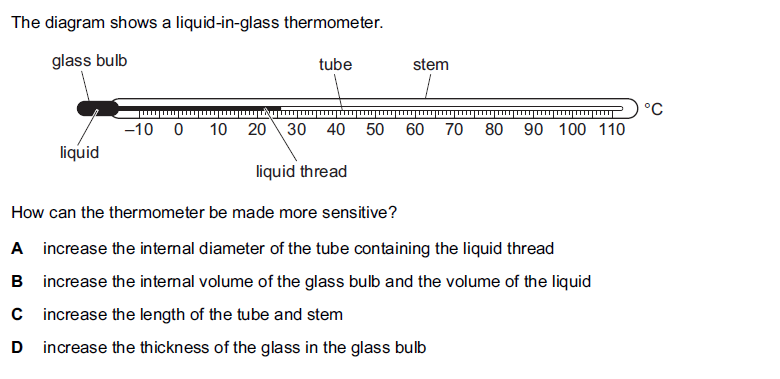 The diagram shows a liquid-in-glass thermometer.
glass bulb tube stem
°C
–10 0 10 20 30 40 50 60 70 80 90 100 110
liquid
liquid thread
How can the thermometer be made more sensitive?
A increase the internal diameter of the tube containing the liquid thread
B increase the internal volume of the glass bulb and the volume of the liquid
C increase the length of the tube and stem
D increase the thickness of the glass in the glass bulb